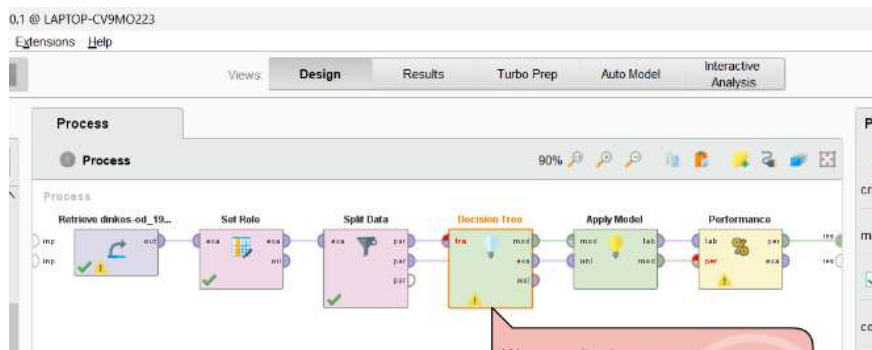 0.1 @ LAPTOP-CV9MO223
Extensions Help
Views: Design Results Turbo Prep Auto Model Interactive Analysis
Process
Process
90%
Process
Retrieve dinkes-od_19... Set Role Split Data Decision Tree Apply Model Performance
inp out exa exa exa par tra mod mod lab lab per res
inp ori par exa unl mod per exa res
par wei